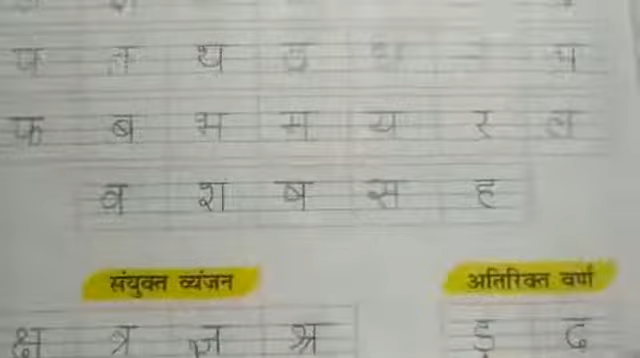 त थ
फ ब भ म य र ल
व श ष स ह
संयुक्त व्यंजन अतिरिक्त वर्ण
क्ष त्र ज्ञ श्र ड़ ढ़